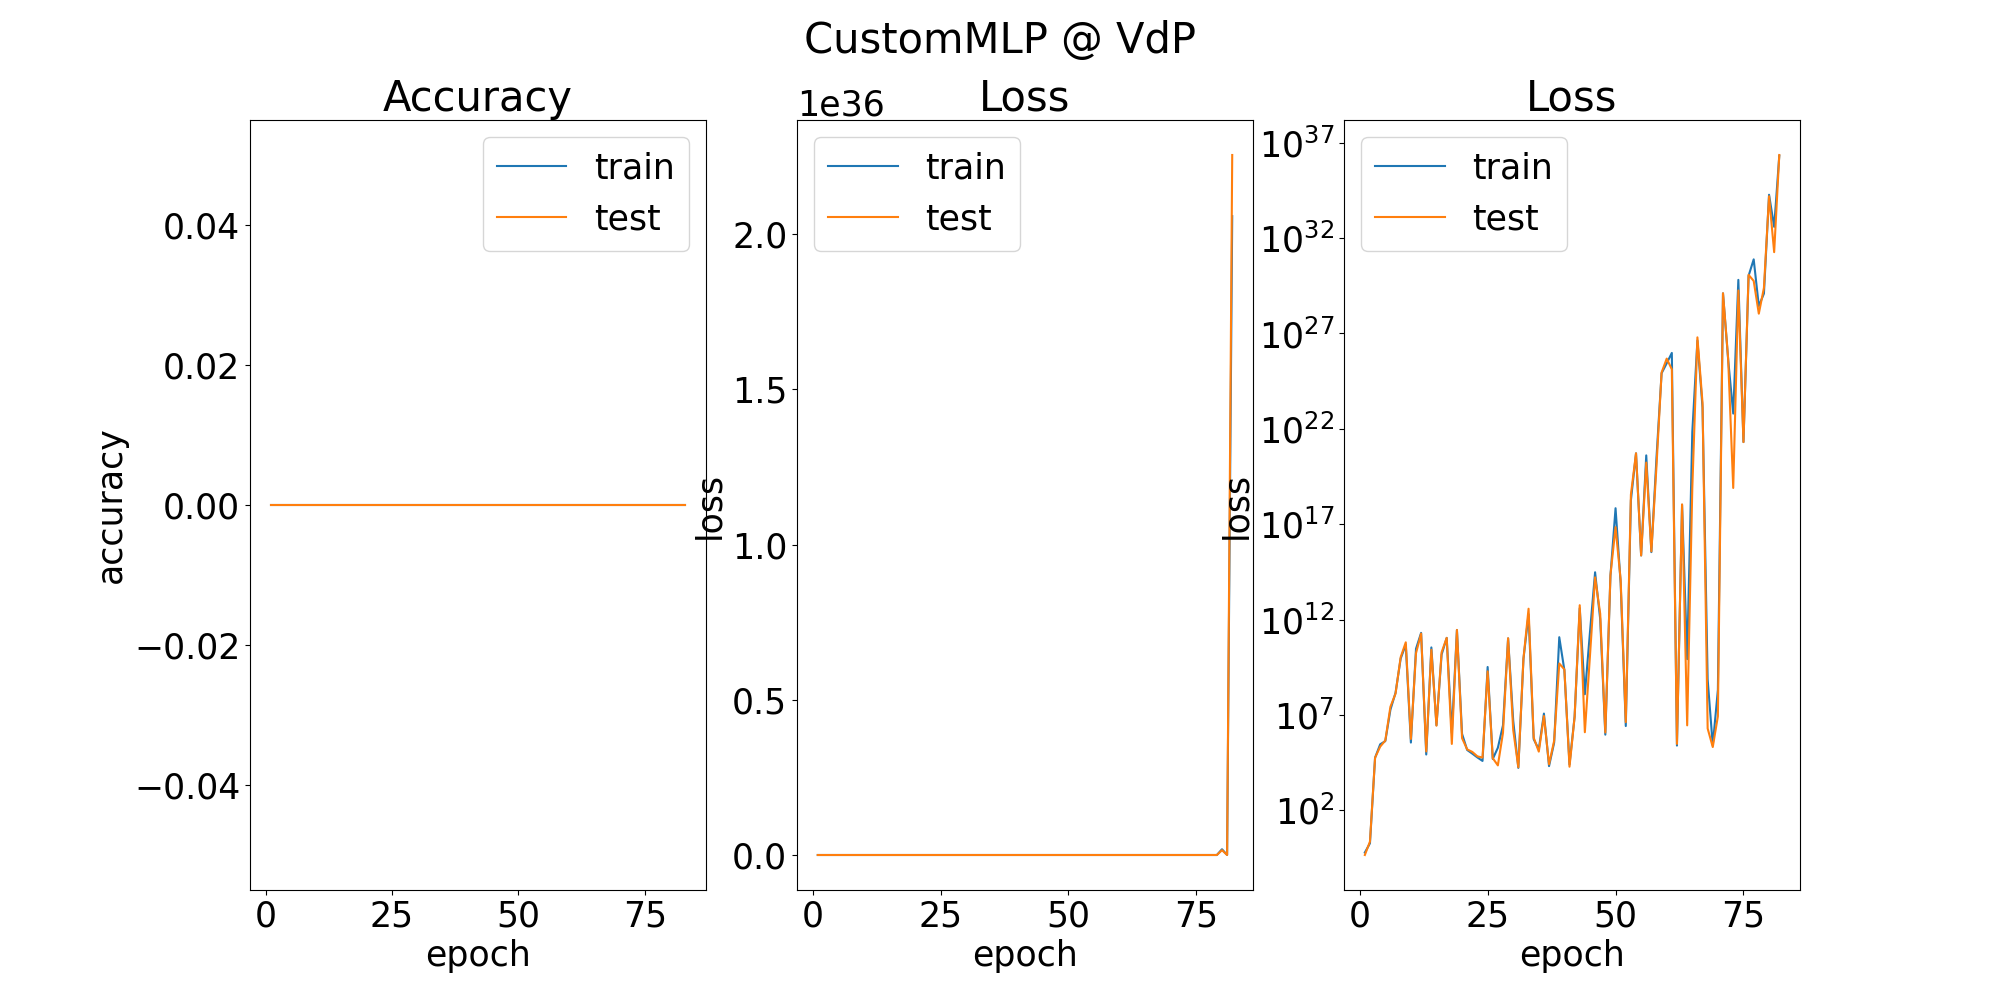 CustomMLP @ VdP
Accuracy
train
test
0.04
0.02
0.00
−0.02
−0.04
accuracy
0
25
50
75
epoch
Loss
1e36
train
test
2.0
1.5
1.0
0.5
0.0
loss
0
25
50
75
epoch
Loss
train
test
10^37
10^32
10^27
10^22
10^17
10^12
10^7
10^2
loss
0
25
50
75
epoch